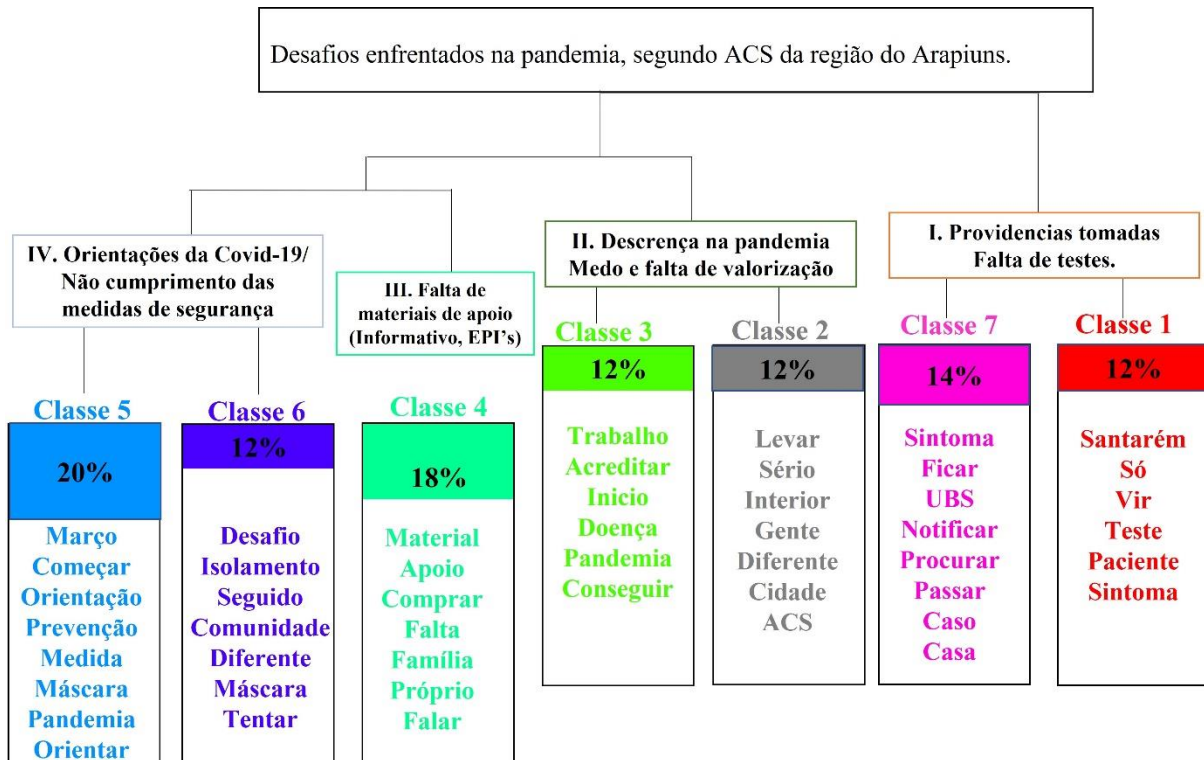 Desafios enfrentados na pandemia, segundo ACS da região do Arapiuns.
IV. Orientações da Covid-19/
Não cumprimento das
medidas de segurança
III. Falta de
materiais de apoio
(Informativo, EPI's)
II. Descrença na pandemia
Medo e falta de valorização
I. Providencias tomadas
Falta de testes.
Classe 5
20%
Março
Começar
Orientação
Prevenção
Medida
Máscara
Pandemia
Orientar
Classe 6
12%
Desafio
Isolamento
Seguido
Comunidade
Diferente
Máscara
Tentar
Classe 4
18%
Material
Apoio
Comprar
Falta
Família
Próprio
Falar
Classe 3
12%
Trabalho
Acreditar
Inicio
Doença
Pandemia
Conseguir
Classe 2
12%
Levar
Sério
Interior
Gente
Diferente
Cidade
ACS
Classe 7
14%
Sintoma
Ficar
UBS
Notificar
Procurar
Passar
Caso
Casa
Classe 1
12%
Santarém
Só
Vir
Teste
Paciente
Sintoma